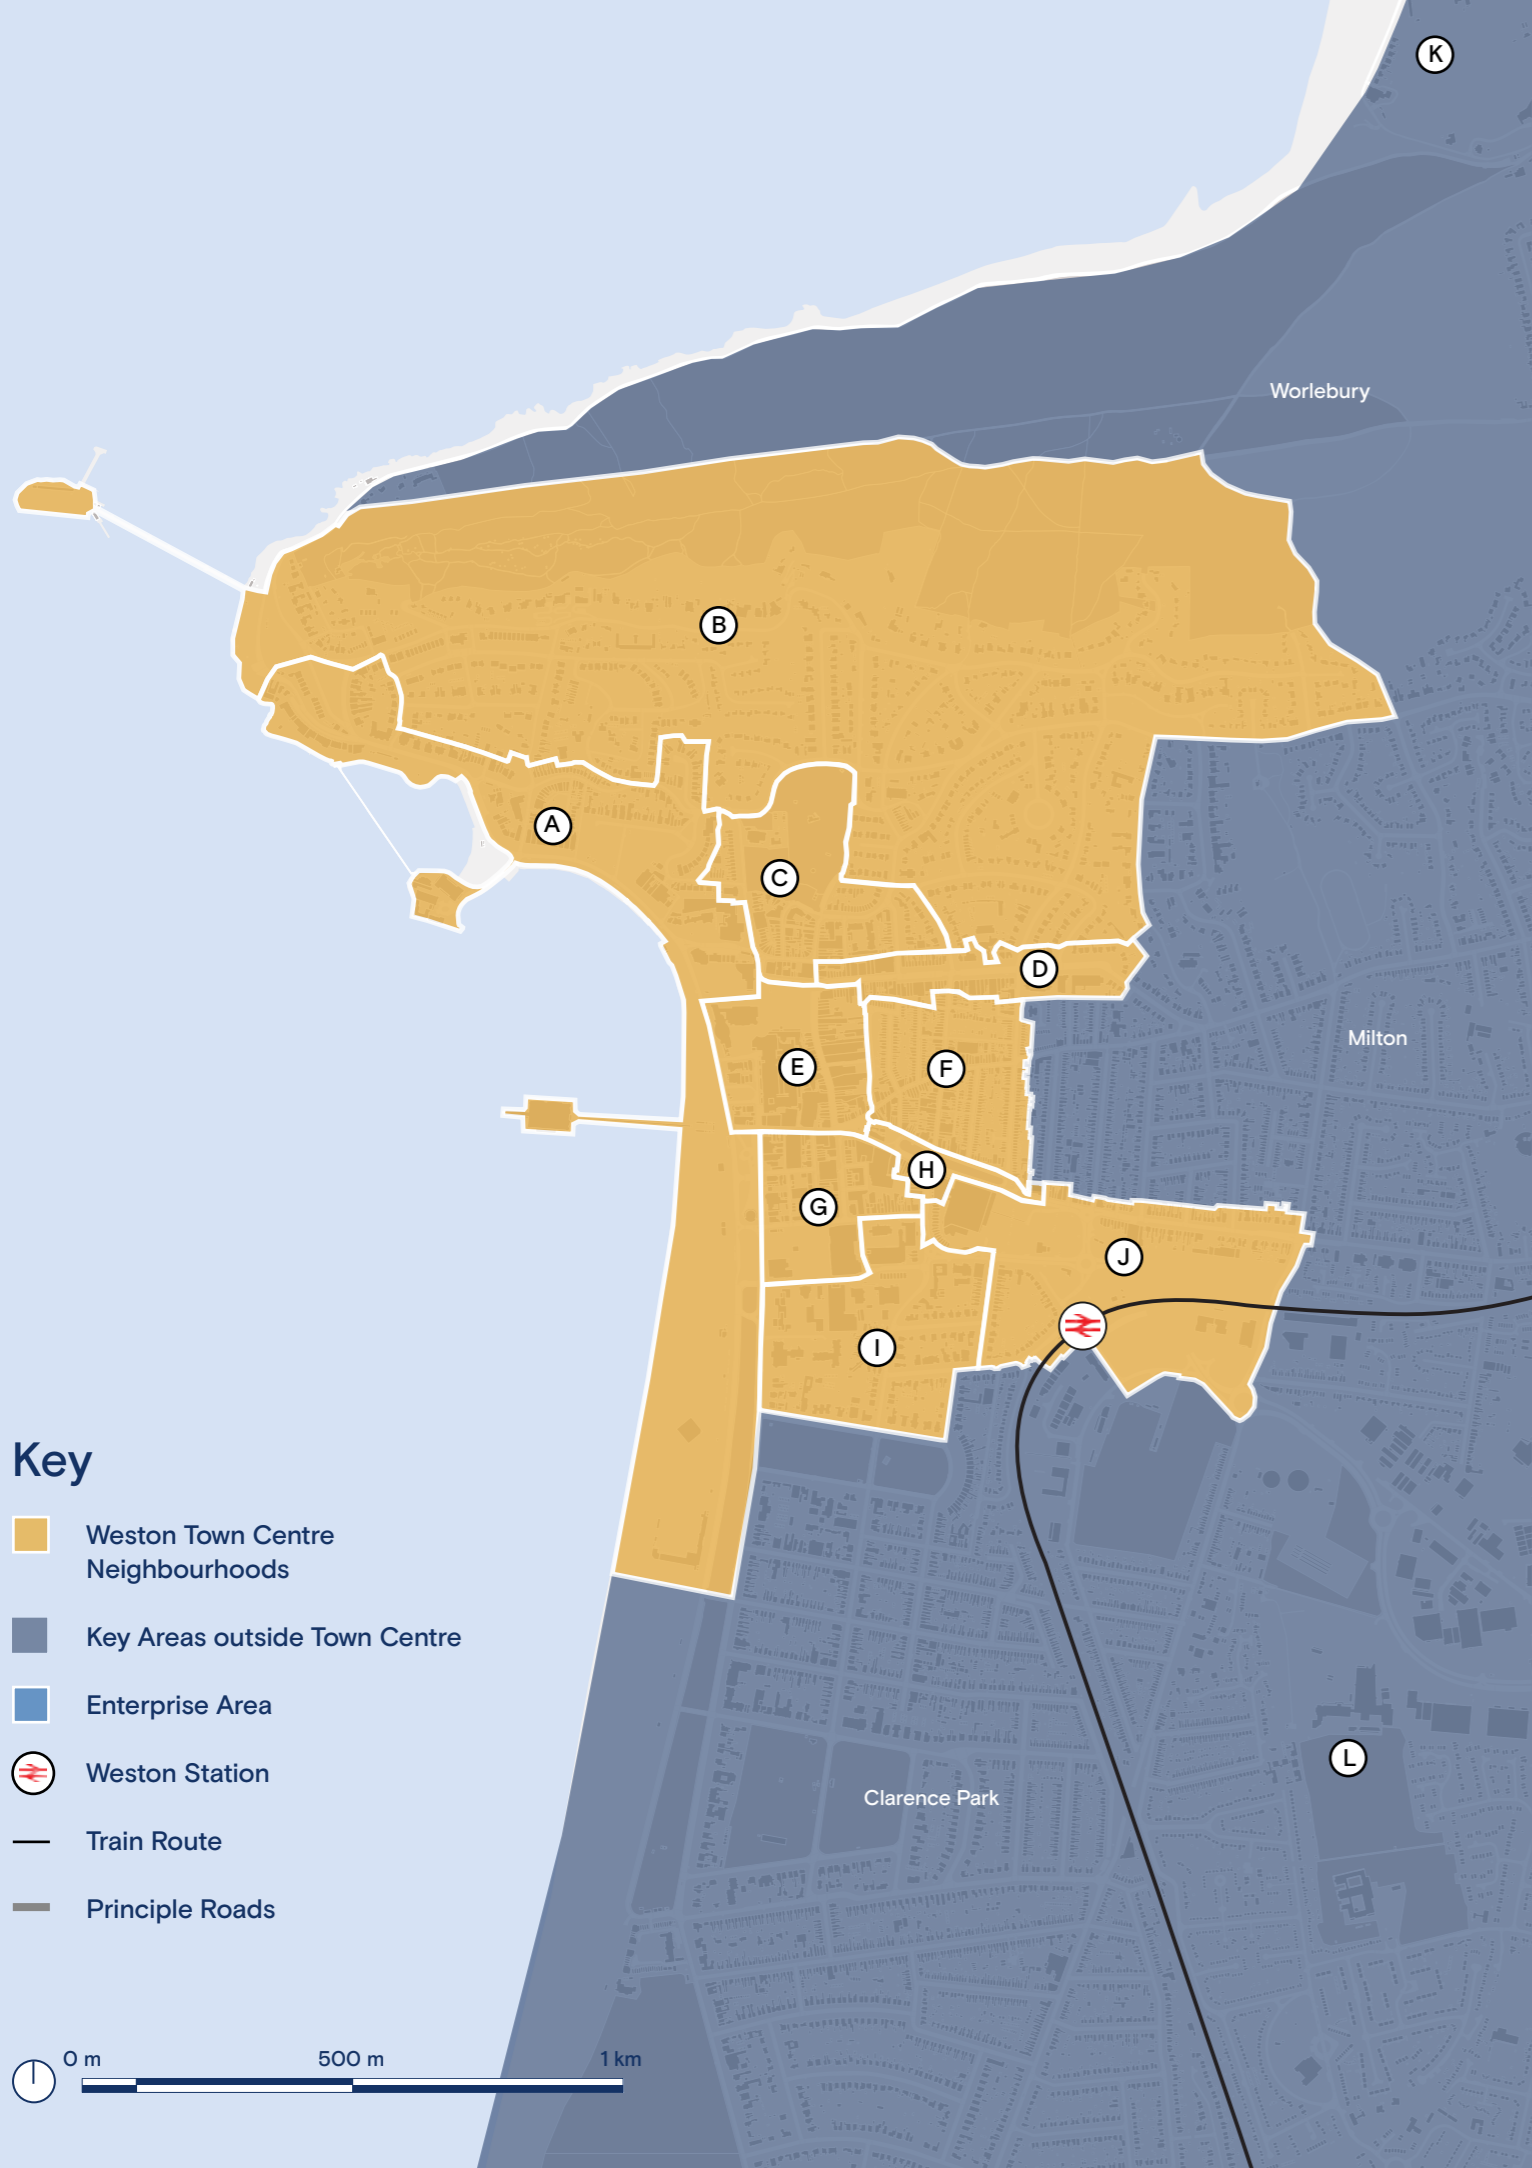 K
Worlebury
B
A
C
D
Milton
E
F
H
G
J
I
Key
Weston Town Centre
Neighbourhoods
Key Areas outside Town Centre
Enterprise Area
Weston Station
Train Route
Principle Roads
L
Clarence Park
0 m 500 m 1 km